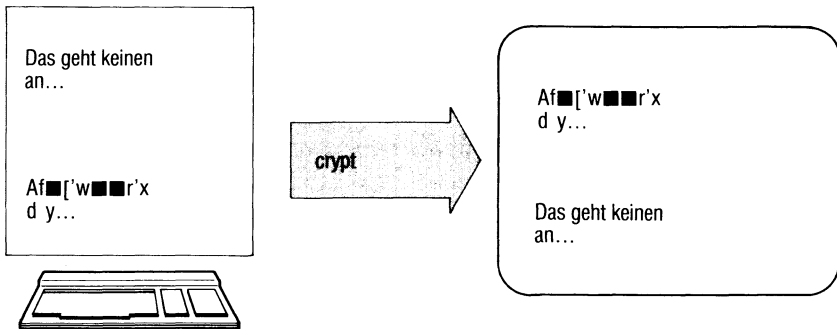 Das geht keinen
an...
Af■['w■■r'x
d y...
crypt
Af■['w■■r'x
d y...
Das geht keinen
an...